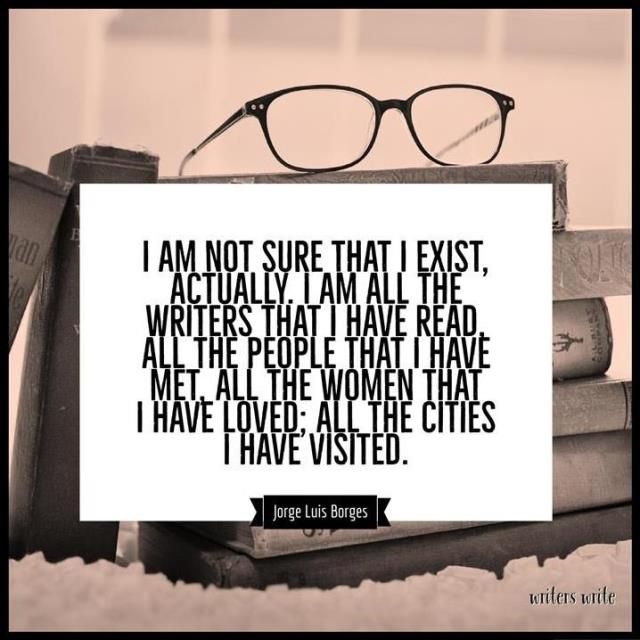 I AM NOT SURE THAT I EXIST,
ACTUALLY. I AM ALL THE
WRITERS THAT I HAVE READ,
ALL THE PEOPLE THAT I HAVE
MET, ALL THE WOMEN THAT
I HAVE LOVED; ALL THE CITIES
I HAVE VISITED.
Jorge Luis Borges
writers write